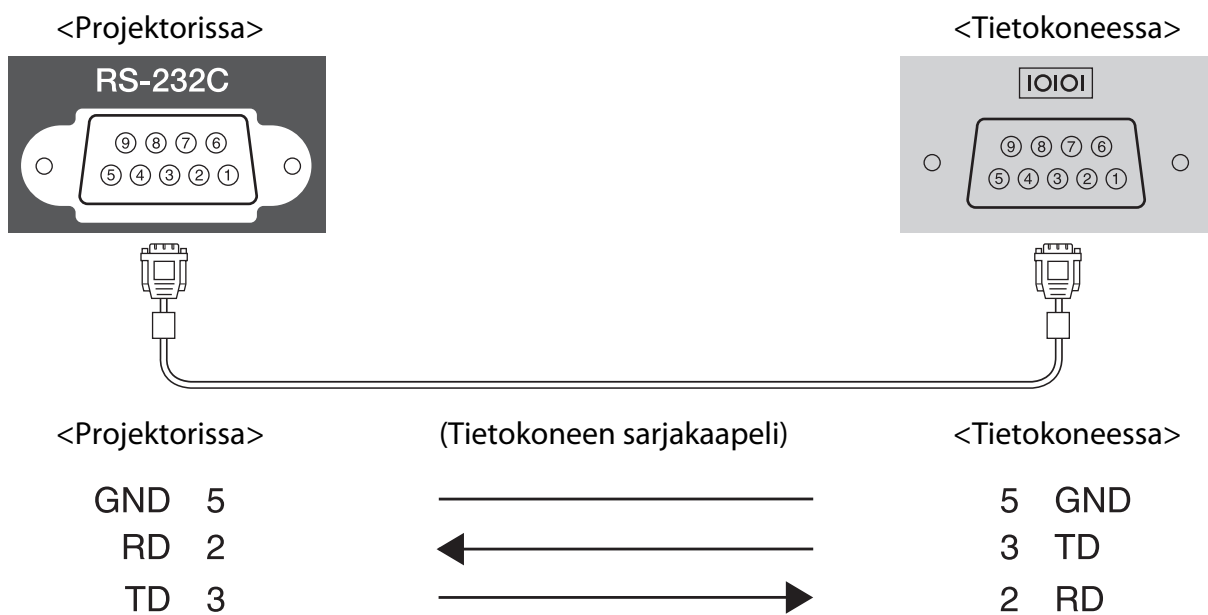 <Projektorissa> <Tietokoneessa>
RS-232C IOIOI
⑨ ⑧ ⑦ ⑥ ⑨ ⑧ ⑦ ⑥
⑤ ④ ③ ② ① ⑤ ④ ③ ② ①
<Projektorissa> (Tietokoneen sarjakaapeli) <Tietokoneessa>
GND 5 5 GND
RD 2 3 TD
TD 3 2 RD